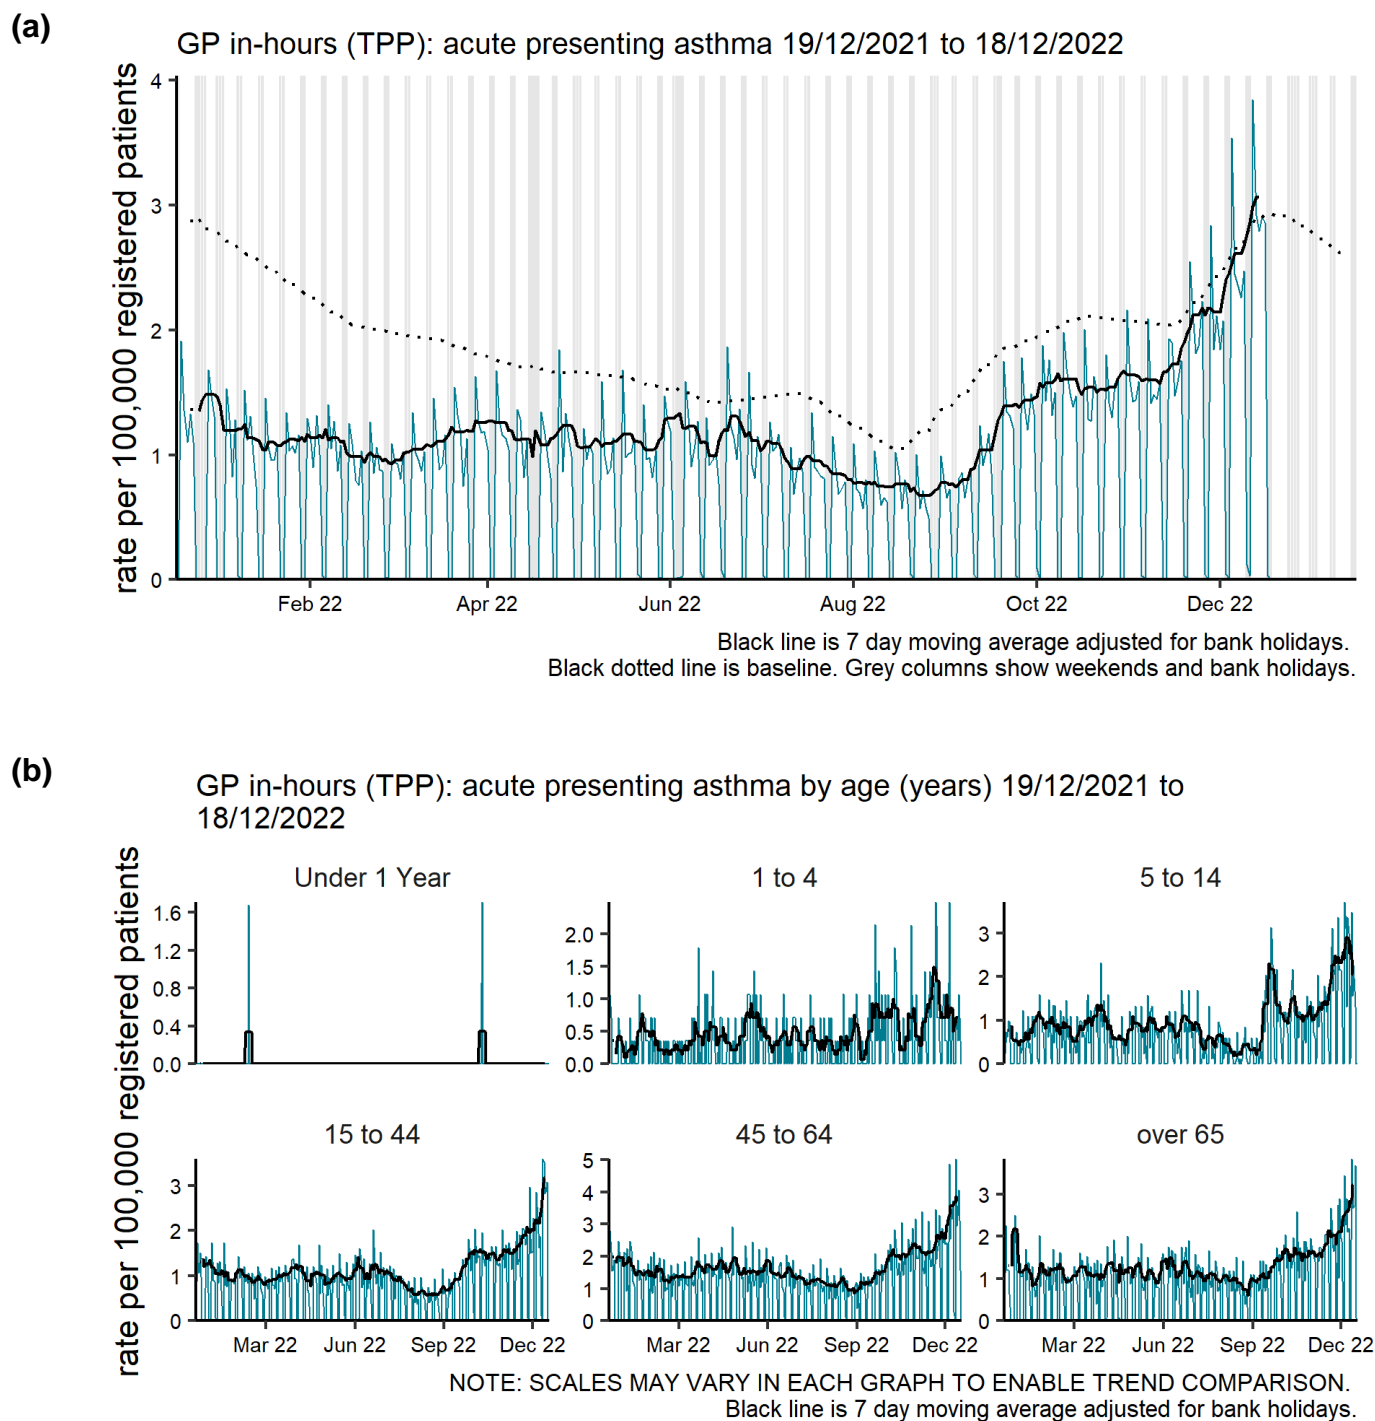 (a)
GP in-hours (TPP): acute presenting asthma 19/12/2021 to 18/12/2022
rate per 100,000 registered patients
4
3
2
1
0
Feb 22 Apr 22 Jun 22 Aug 22 Oct 22 Dec 22
Black line is 7 day moving average adjusted for bank holidays.
Black dotted line is baseline. Grey columns show weekends and bank holidays.
(b)
GP in-hours (TPP): acute presenting asthma by age (years) 19/12/2021 to
18/12/2022
rate per 100,000 registered patients
Under 1 Year
1.6
1.2
0.8
0.4
0.0
1 to 4
2.0
1.5
1.0
0.5
0.0
5 to 14
3
2
1
0
15 to 44
3
2
1
0
Mar 22 Jun 22 Sep 22 Dec 22
45 to 64
5
4
3
2
1
0
Mar 22 Jun 22 Sep 22 Dec 22
over 65
3
2
1
0
Mar 22 Jun 22 Sep 22 Dec 22
NOTE: SCALES MAY VARY IN EACH GRAPH TO ENABLE TREND COMPARISON.
Black line is 7 day moving average adjusted for bank holidays.